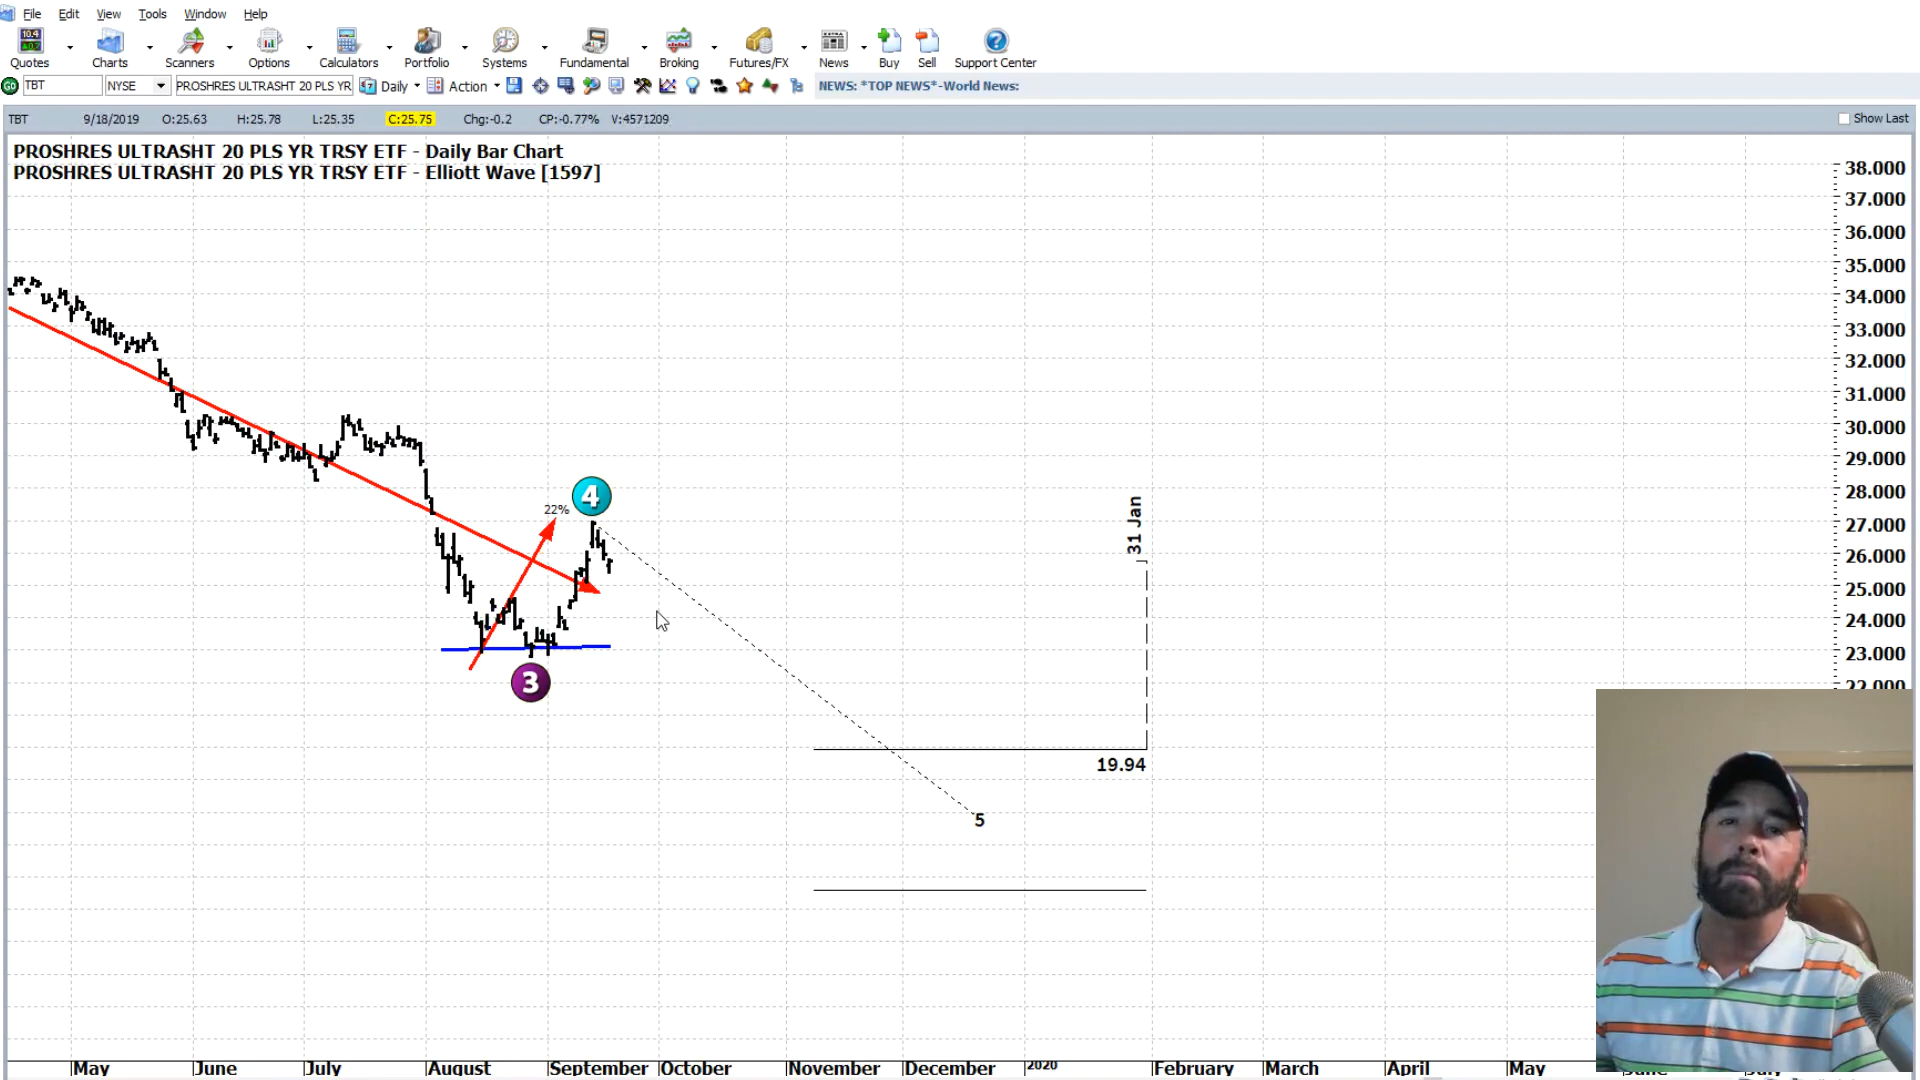 File Edit View Tools Window Help
Quotes Charts Scanners Options Calculators Portfolio Systems Fundamental Broking Futures/FX News Buy Sell Support Center
TBT NYSE PROSHRES ULTRASHT 20 PLS YR Daily Action NEWS: *TOP NEWS*-World News:
TBT 9/18/2019 O:25.63 H:25.78 L:25.35 C:25.75 Chg:-0.2 CP:-0.77% V:4571209 Show Last
PROSHRES ULTRASHT 20 PLS YR TRSY ETF - Daily Bar Chart
PROSHRES ULTRASHT 20 PLS YR TRSY ETF - Elliott Wave [1597]
38.000
37.000
36.000
35.000
34.000
33.000
32.000
31.000
30.000
29.000
28.000
27.000
26.000
25.000
24.000
23.000
22.000
22%
4
3
31 Jan
19.94
5
May June July August September October November December 2020 February March April May